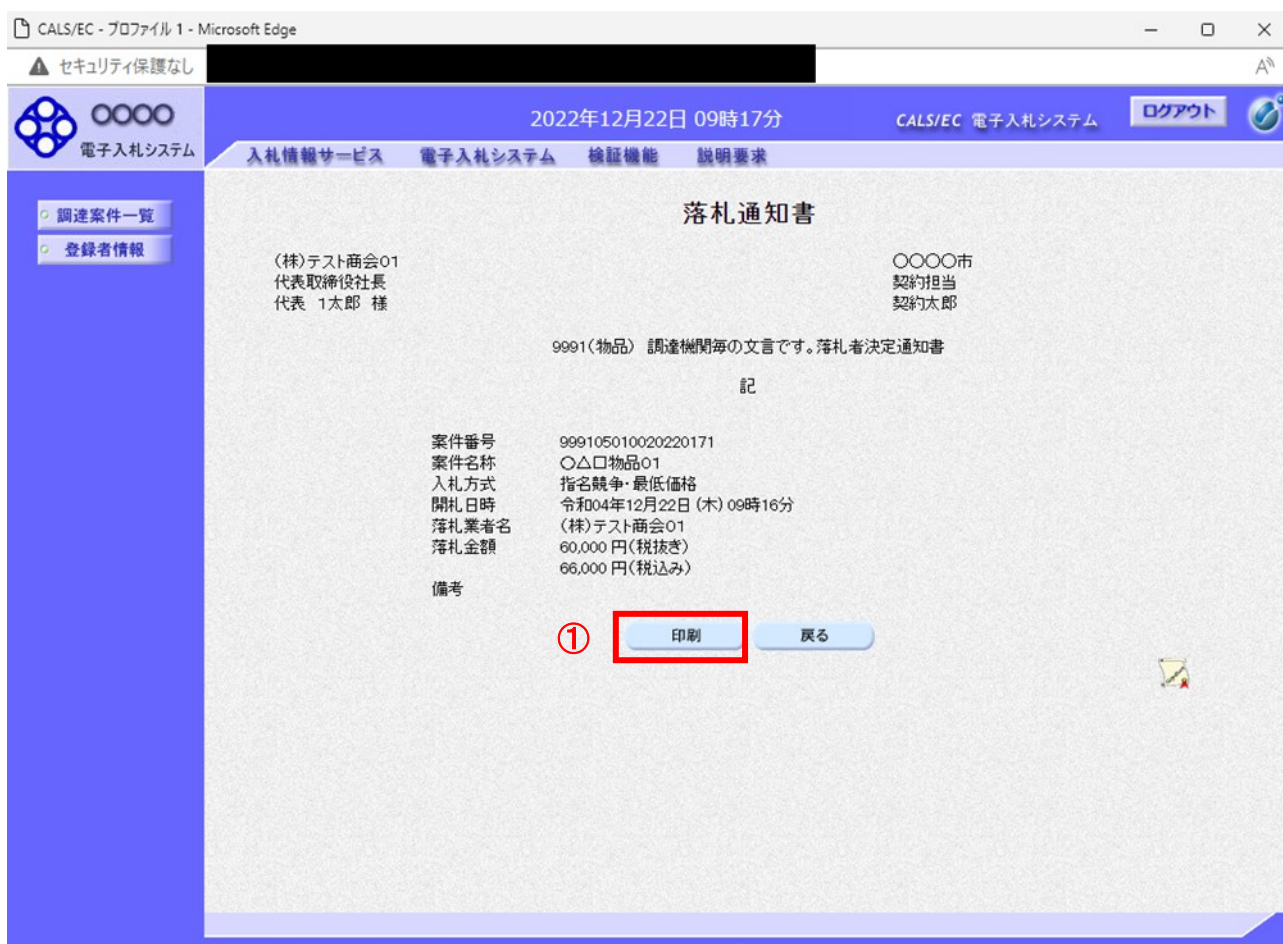 CALS/EC - プロファイル 1 - Microsoft Edge
セキュリティ保護なし
○○○○
電子入札システム
2022年12月22日 09時17分
CALS/EC 電子入札システム
ログアウト
入札情報サービス 電子入札システム 検証機能 説明要求
調達案件一覧
登録者情報
落札通知書
(株)テスト商会01
代表取締役社長
代表 1太郎 様
○○○○市
契約担当
契約太郎
9991(物品) 調達機関毎の文言です。落札者決定通知書
記
案件番号 999105010020220171
案件名称 ○△口物品01
入札方式 指名競争・最低価格
開札日時 令和04年12月22日 (木) 09時16分
落札業者名 (株)テスト商会01
落札金額 60,000 円(税抜き)
66,000 円(税込み)
備考
① 印刷 戻る